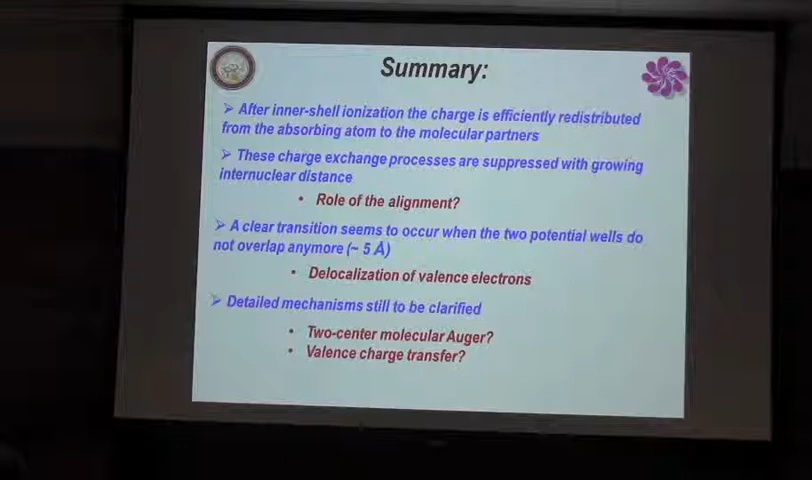 Summary:
➢ After inner-shell ionization the charge is efficiently redistributed
from the absorbing atom to the molecular partners
➢ These charge exchange processes are suppressed with growing
internuclear distance
• Role of the alignment?
➢ A clear transition seems to occur when the two potential wells do
not overlap anymore (~ 5 Å)
• Delocalization of valence electrons
➢ Detailed mechanisms still to be clarified
• Two-center molecular Auger?
• Valence charge transfer?